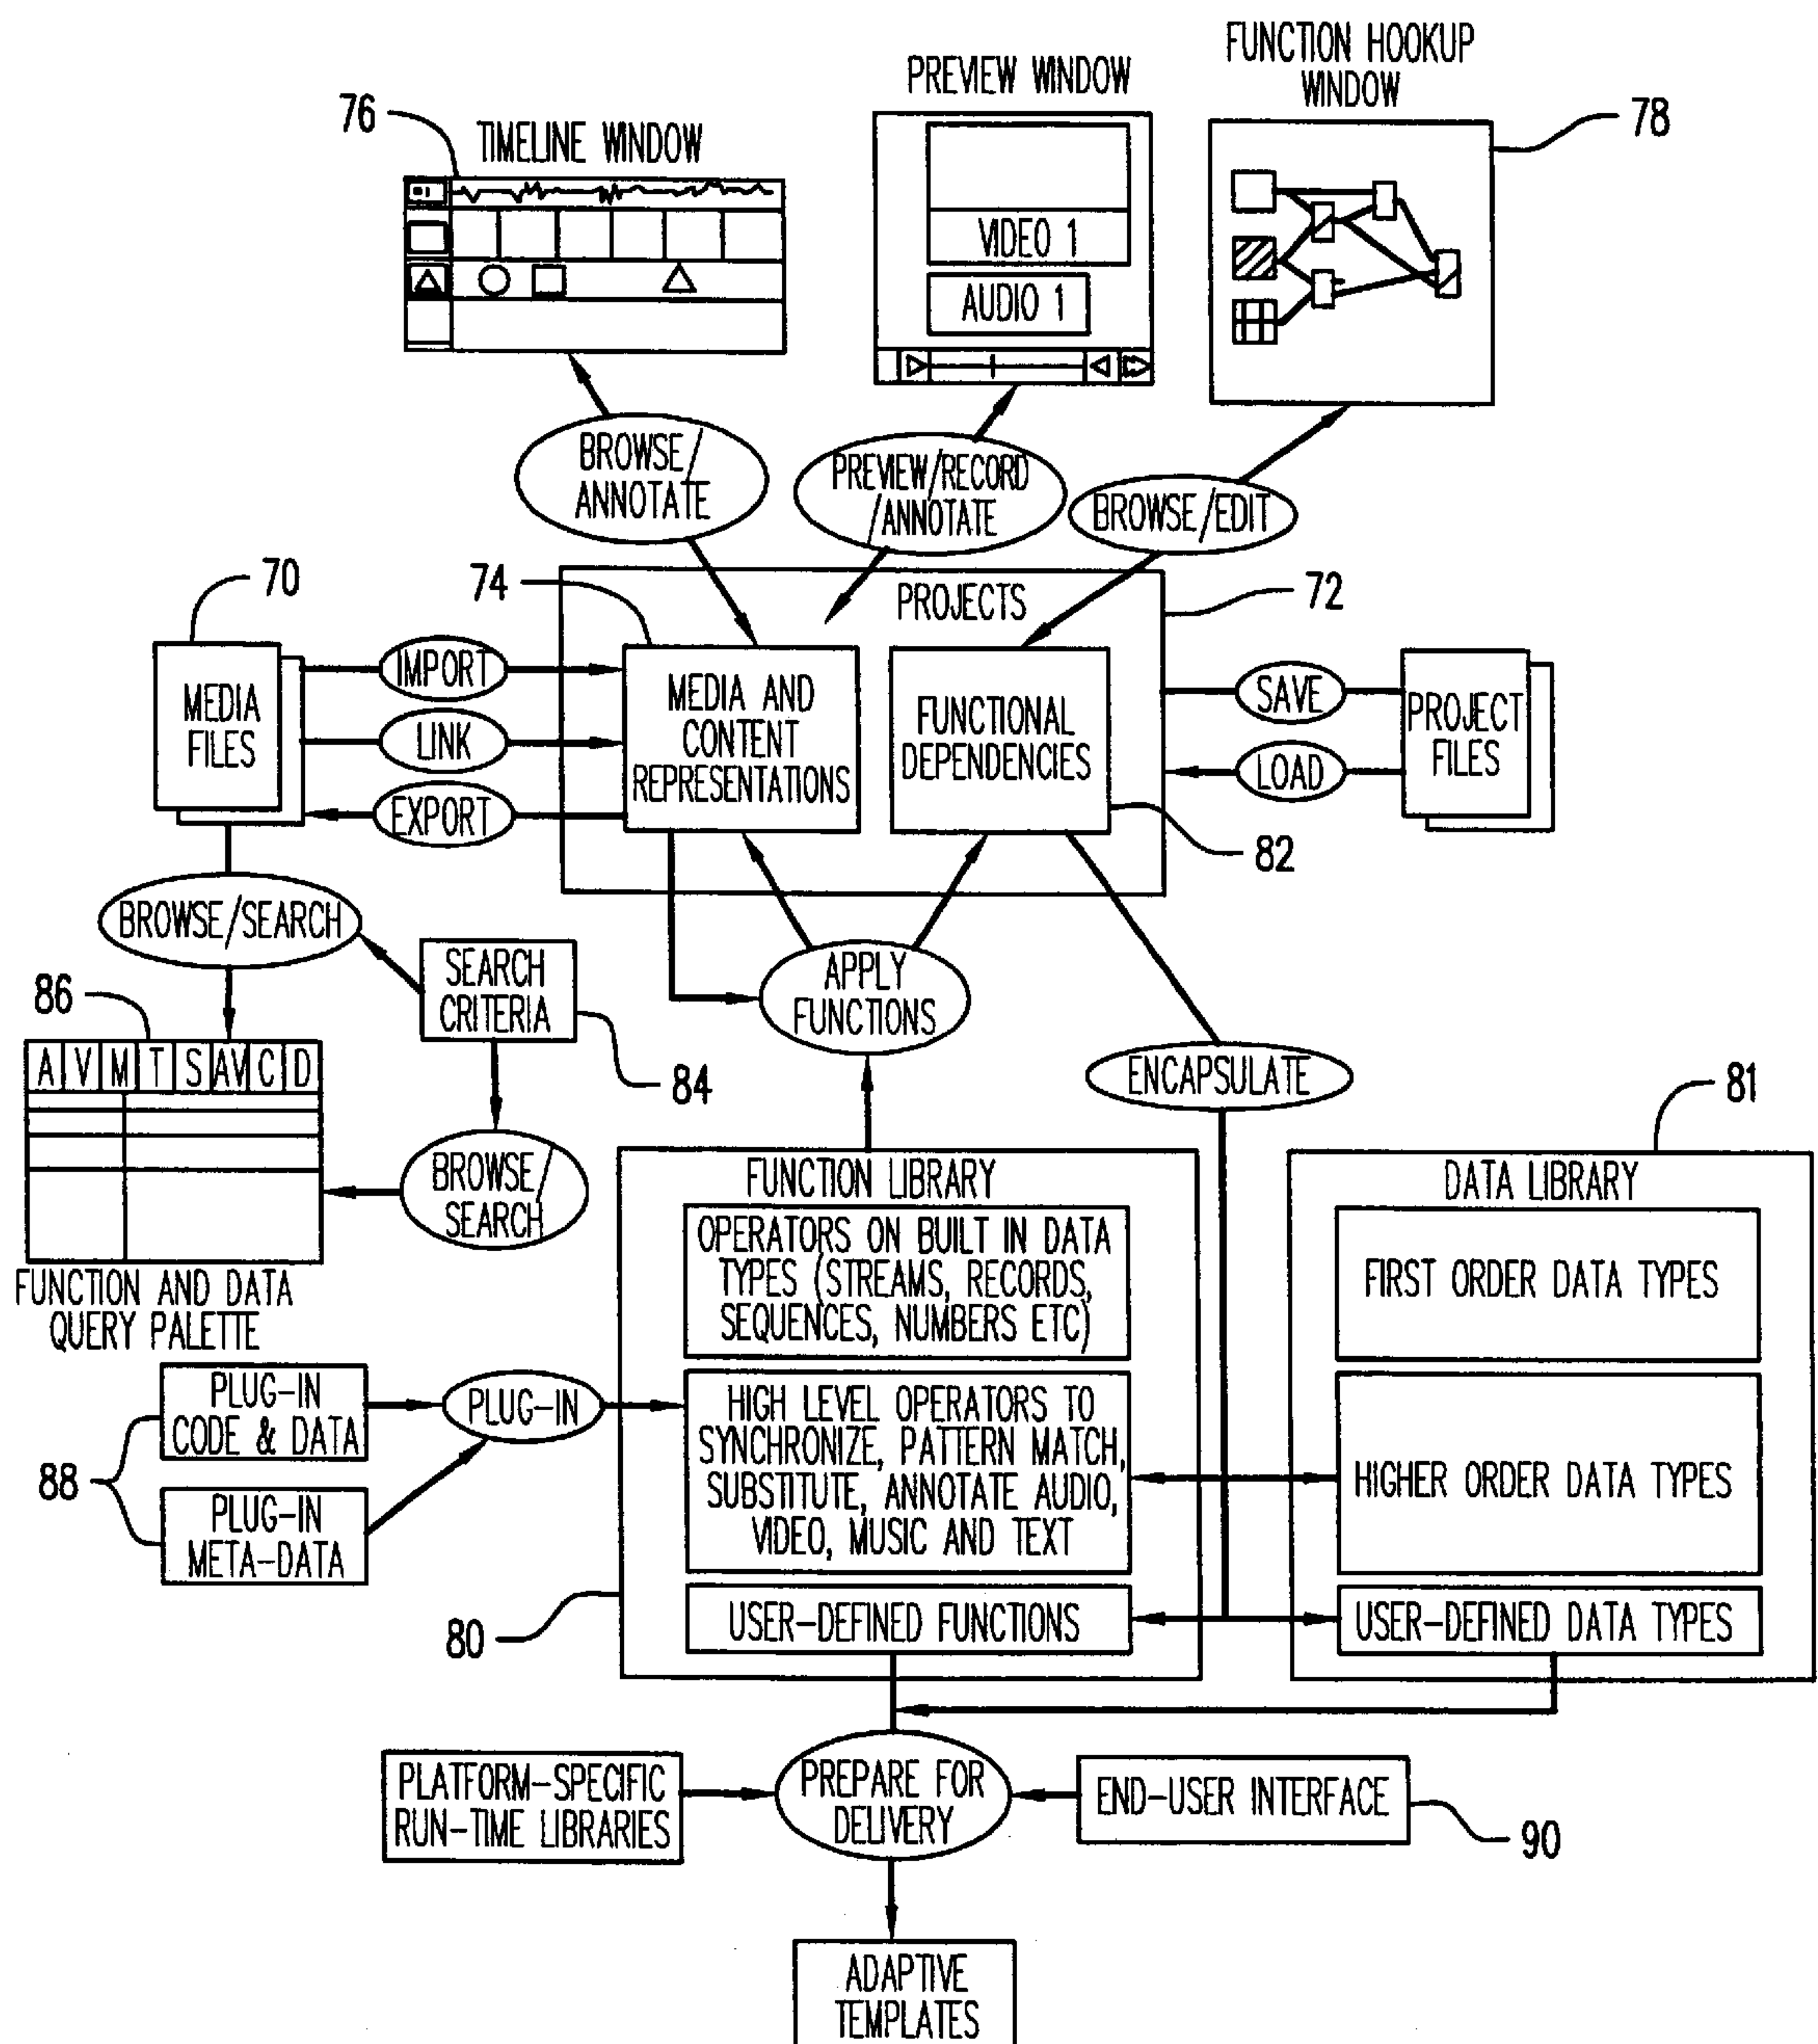 FUNCTION HOOKUP
WINDOW
PREVIEW WINDOW
76
TIMELINE WINDOW
78
VIDEO 1
AUDIO 1
BROWSE/
ANNOTATE
PREVIEW/RECORD
/ANNOTATE
BROWSE/EDIT
70
74
PROJECTS
72
MEDIA
FILES
IMPORT
LINK
EXPORT
MEDIA AND
CONTENT
REPRESENTATIONS
FUNCTIONAL
DEPENDENCIES
SAVE
LOAD
PROJECT
FILES
82
BROWSE/SEARCH
SEARCH
CRITERIA
84
APPLY
FUNCTIONS
86
A V M T S AV C D
BROWSE/
SEARCH
ENCAPSULATE
81
FUNCTION AND DATA
QUERY PALETTE
FUNCTION LIBRARY
OPERATORS ON BUILT IN DATA
TYPES (STREAMS, RECORDS,
SEQUENCES, NUMBERS ETC)
DATA LIBRARY
FIRST ORDER DATA TYPES
PLUG-IN
CODE & DATA
PLUG-IN
88
PLUG-IN
META-DATA
HIGH LEVEL OPERATORS TO
SYNCHRONIZE, PATTERN MATCH,
SUBSTITUTE, ANNOTATE AUDIO,
VIDEO, MUSIC AND TEXT
HIGHER ORDER DATA TYPES
80
USER-DEFINED FUNCTIONS
USER-DEFINED DATA TYPES
PLATFORM-SPECIFIC
RUN-TIME LIBRARIES
PREPARE FOR
DELIVERY
END-USER INTERFACE
90
ADAPTIVE
TEMPLATES